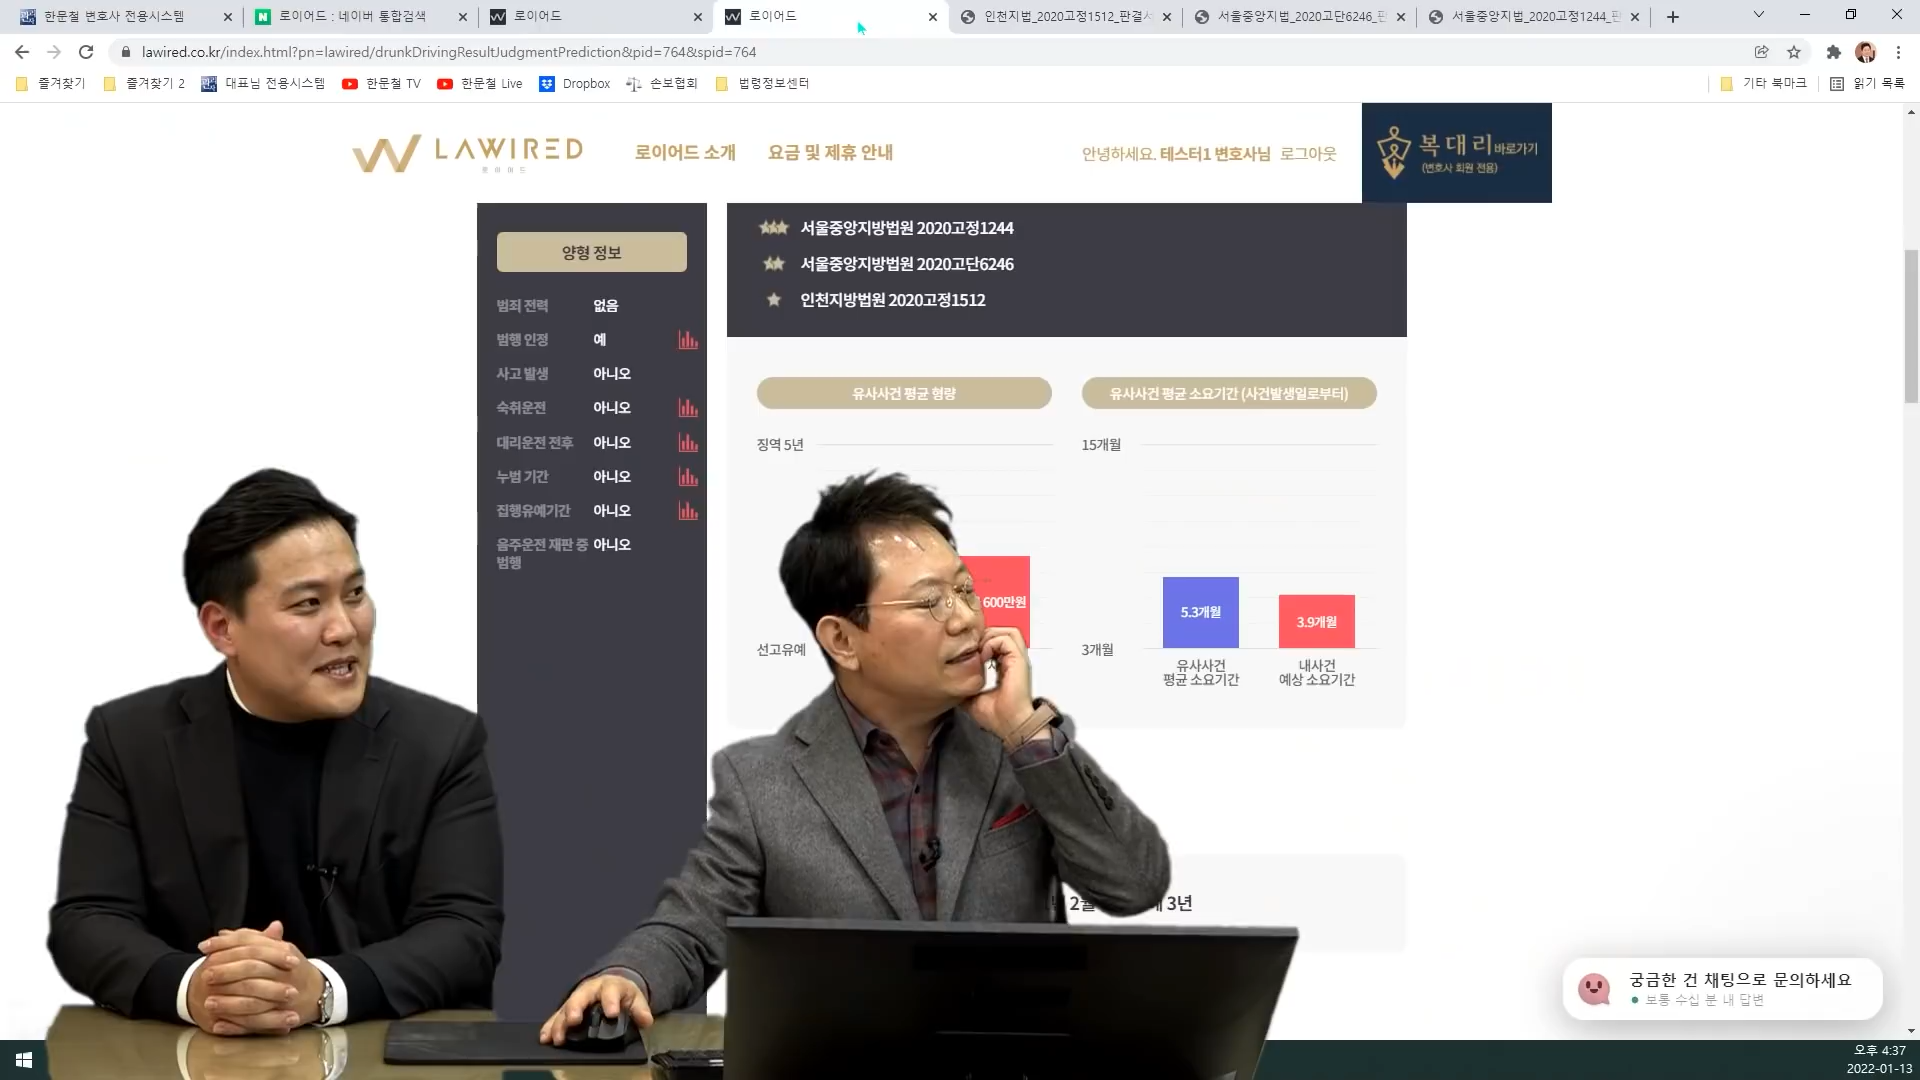 한문철 변호사 전용시스템
로이어드 : 네이버 통합검색
로이어드
로이어드
인천지법_2020고정1512_판결
서울중앙지법_2020고단6246_판
서울중앙지법_2020고정1244_판
lawired.co.kr/index.html?pn=lawired/drunkDrivingResultJudgmentPrediction&pid=764&spid=764
즐겨찾기
즐겨찾기 2
대표님 전용시스템
한문철 TV
한문철 Live
Dropbox
손보협회
법령정보센터
기타 북마크
읽기 목록
LAWIRED
로이어드
로이어드 소개
요금 및 제휴 안내
안녕하세요. 테스터1 변호사님 로그아웃
복대리 바로가기
(변호사 회원 전용)
양형 정보
범죄 전력 없음
범행 인정 예
사고 발생 아니오
숙취운전 아니오
대리운전 전후 아니오
누범 기간 아니오
집행유예기간 아니오
음주운전 재판 중 아니오
범행
서울중앙지방법원 2020고정1244
서울중앙지방법원 2020고단6246
인천지방법원 2020고정1512
유사사건 평균 형량
징역 5년
600만원
선고유예
유사사건 평균 소요기간 (사건발생일로부터)
15개월
5.3개월
3.9개월
3개월
유사사건
평균 소요기간
내사건
예상 소요기간
3년
궁금한 건 채팅으로 문의하세요
보통 수십 분 내 답변
오후 4:37
2022-01-13